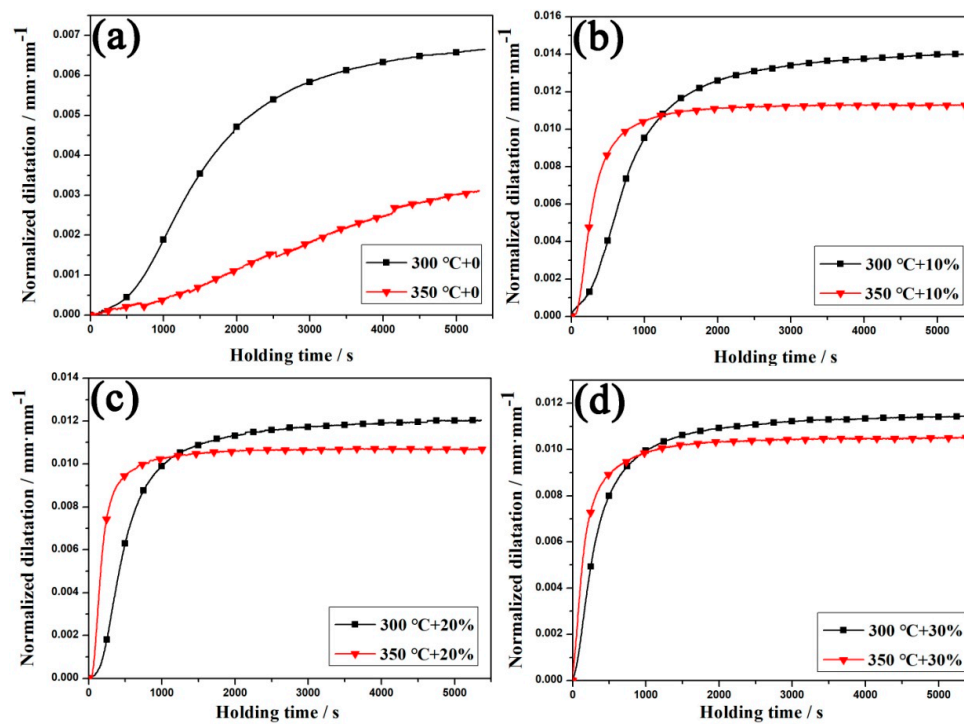 (a)
Normalized dilatation / mm·mm⁻¹
0.007
0.006
0.005
0.004
0.003
0.002
0.001
0.000
0 1000 2000 3000 4000 5000
Holding time / s
300 °C+0
350 °C+0
(b)
Normalized dilatation / mm·mm⁻¹
0.016
0.014
0.012
0.010
0.008
0.006
0.004
0.002
0.000
0 1000 2000 3000 4000 5000
Holding time / s
300 °C+10%
350 °C+10%
(c)
Normalized dilatation / mm·mm⁻¹
0.014
0.012
0.010
0.008
0.006
0.004
0.002
0.000
0 1000 2000 3000 4000 5000
Holding time / s
300 °C+20%
350 °C+20%
(d)
Normalized dilatation / mm·mm⁻¹
0.012
0.010
0.008
0.006
0.004
0.002
0.000
0 1000 2000 3000 4000 5000
Holding time / s
300 °C+30%
350 °C+30%